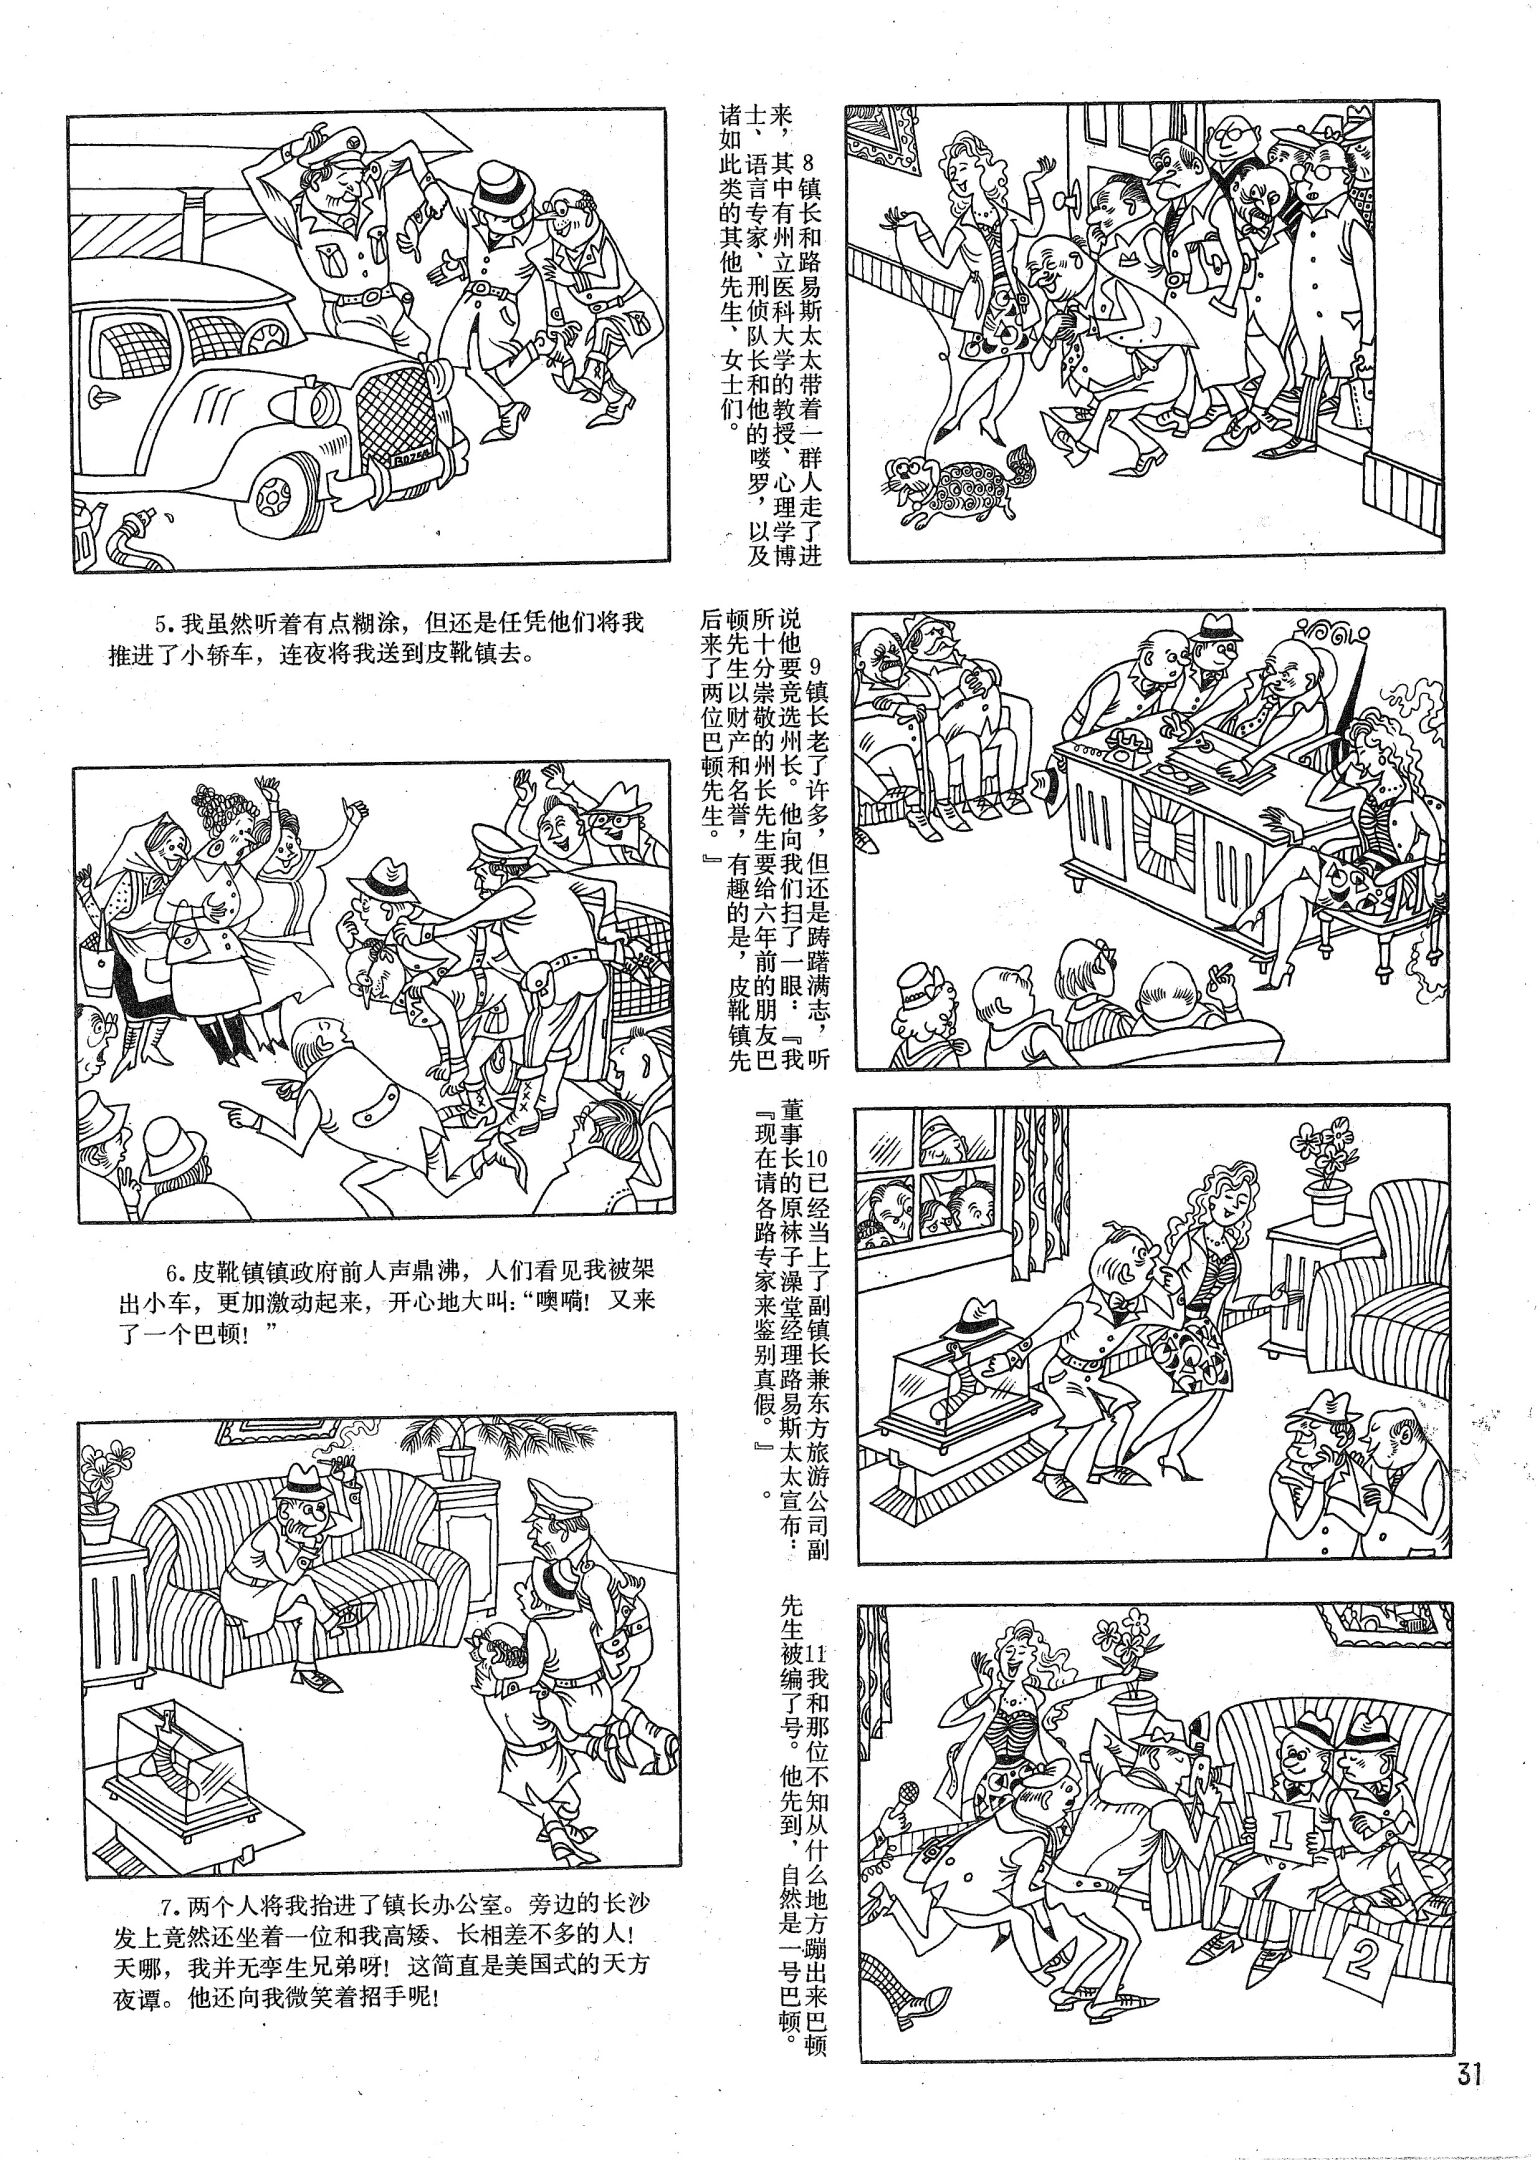 BOZ58
5.我虽然听着有点糊涂，但还是任凭他们将我
推进了小轿车，连夜将我送到皮靴镇去。
6.皮靴镇镇政府前人声鼎沸，人们看见我被架
出小车，更加激动起来，开心地大叫：“噢嗬！又来
了一个巴顿！”
7.两个人将我抬进了镇长办公室。旁边的长沙
发上竟然还坐着一位和我高矮、长相差不多的人！
天哪，我并无孪生兄弟呀！这简直是美国式的天方
夜谭。他还向我微笑着招手呢！
8镇长和路易斯太太带着一群人走了进
来，其中有州立医科大学的教授、心理学博
士、语言专家、刑侦队长和他的喽罗，以及
诸如此类的其他先生、女士们。
9镇长老了许多，但还是踌躇满志，听
说他要竞选州长。他向我们扫了一眼：『我
所十分崇敬的州长先生要给六年前的朋友巴
顿先生以财产和名誉，有趣的是，皮靴镇先
后来了两位巴顿先生。』
10已经当上了副镇长兼东方旅游公司副
董事长的原袜子澡堂经理路易斯太太宣布：
『现在请各路专家来鉴别真假。』。
11我和那位不知从什么地方蹦出来巴顿
先生被编了号。他先到，自然是一号巴顿。
1
2
31